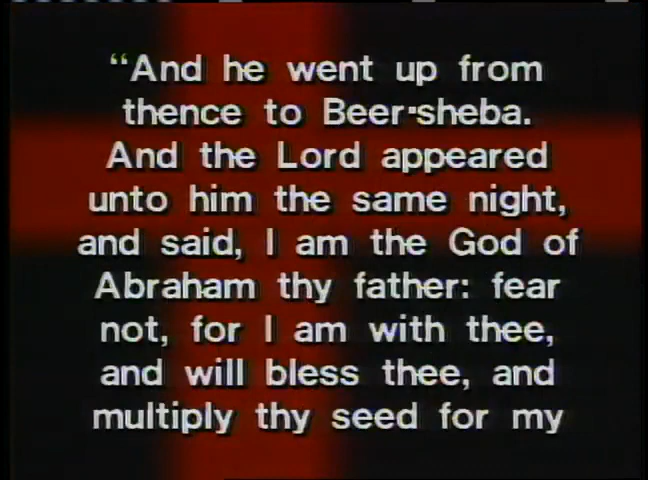 “And he went up from
thence to Beer-sheba.
And the Lord appeared
unto him the same night,
and said, I am the God of
Abraham thy father: fear
not, for I am with thee,
and will bless thee, and
multiply thy seed for my